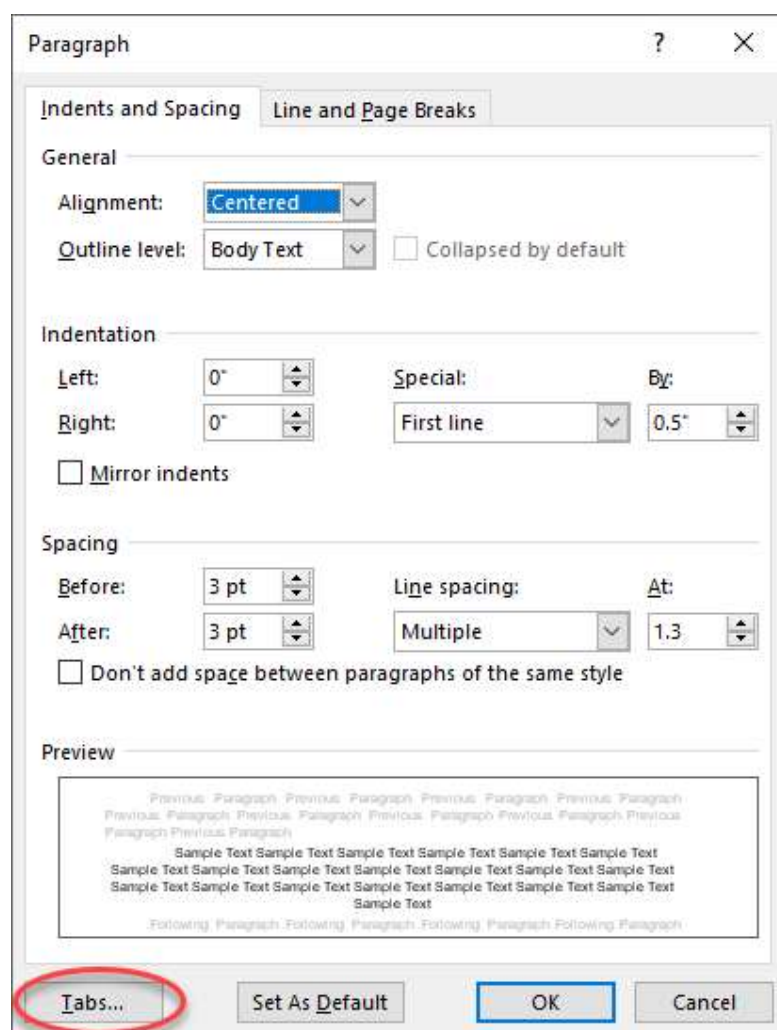 Paragraph ?
Indents and Spacing Line and Page Breaks
General
Alignment: Centered
Outline level: Body Text Collapsed by default
Indentation
Left: 0" Special: By:
Right: 0" First line 0.5"
Mirror indents
Spacing
Before: 3 pt Line spacing: At:
After: 3 pt Multiple 1.3
Don't add space between paragraphs of the same style
Preview
Previous Paragraph Previous Paragraph Previous Paragraph Previous Paragraph
Previous Paragraph Previous Paragraph Previous Paragraph Previous Paragraph Previous
Paragraph Previous Paragraph
Sample Text Sample Text Sample Text Sample Text Sample Text Sample Text
Sample Text Sample Text Sample Text Sample Text Sample Text Sample Text Sample Text
Sample Text Sample Text Sample Text Sample Text Sample Text Sample Text Sample Text
Sample Text
Following Paragraph Following Paragraph Following Paragraph Following Paragraph
Tabs... Set As Default OK Cancel